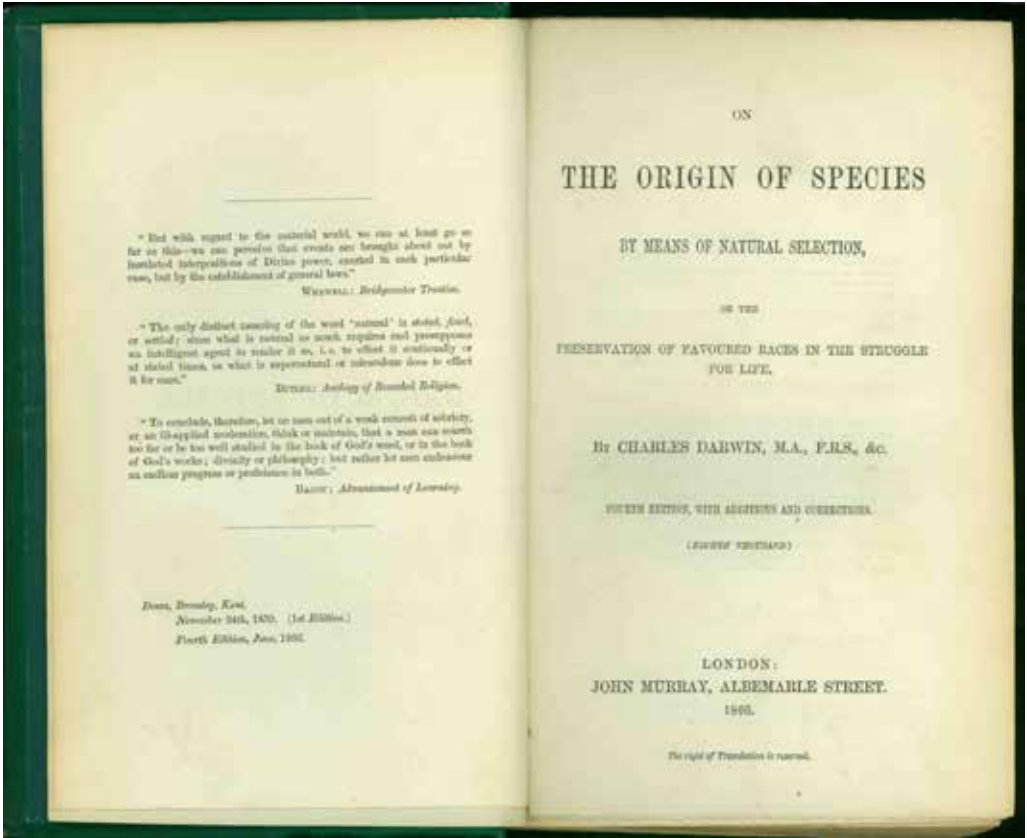 " But with regard to the material world, we can at least go so
far as this—we can perceive that events are brought about not by
insulated interpositions of Divine power, exerted in each particular
case, but by the establishment of general laws."
WHEWELL: Bridgewater Treatise.
" The only distinct meaning of the word 'natural' is stated, fixed,
or settled; since what is natural as much requires and presupposes
an intelligent agent to render it so, i. e. to effect it continually or
at stated times, as what is supernatural or miraculous does to effect
it for once."
BUTLER: Analogy of Revealed Religion.
" To conclude, therefore, let no man out of a weak conceit of sobriety,
or an ill-applied moderation, think or maintain, that a man can search
too far or be too well studied in the book of God's word, or in the book
of God's works; divinity or philosophy; but rather let men endeavour
an endless progress or proficience in both."
BACON: Advancement of Learning.
Down, Bromley, Kent,
November 24th, 1859. (1st Edition.)
Fourth Edition, June, 1866.
ON
THE ORIGIN OF SPECIES
BY MEANS OF NATURAL SELECTION,
OR THE
PRESERVATION OF FAVOURED RACES IN THE STRUGGLE
FOR LIFE.
BY CHARLES DARWIN, M.A., F.R.S., &c.
FOURTH EDITION, WITH ADDITIONS AND CORRECTIONS.
THOUSAND)
LONDON:
JOHN MURRAY, ALBEMARLE STREET.
1866.
The right of Translation is reserved.